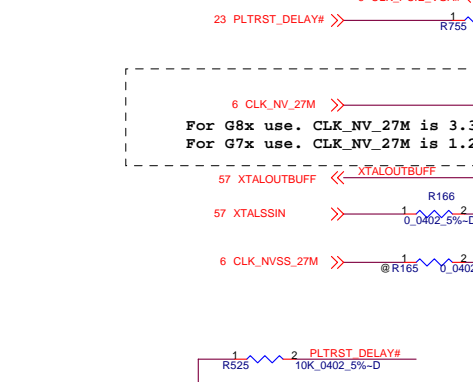 23 PLTRST_DELAY#
1
R755
6 CLK_NV_27M
For G8x use. CLK_NV_27M is 3.3
For G7x use. CLK_NV_27M is 1.2
57 XTALOUTBUFF
XTALOUTBUFF
R166
57 XTALSSIN
1 2
0_0402_5%~D
6 CLK_NVSS_27M
1 2
@R165 0_0402
1 2 PLTRST_DELAY#
R525 10K_0402_5%~D